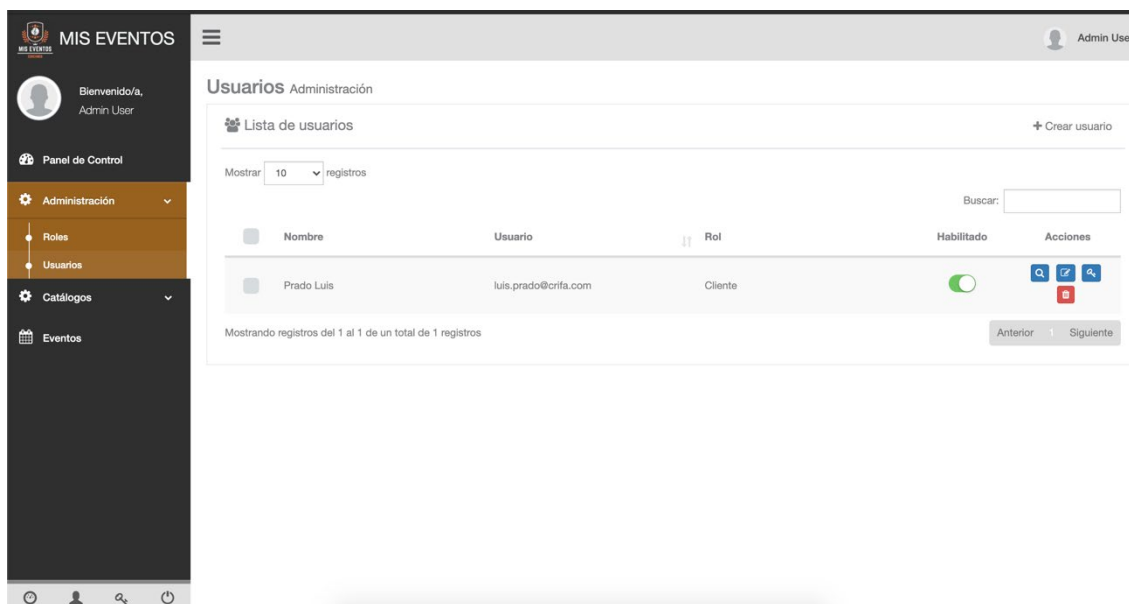 MIS EVENTOS
MIS EVENTOS
Admin Use
Bienvenido/a,
Admin User
Usuarios Administración
Lista de usuarios
+ Crear usuario
Panel de Control
Mostrar 10 registros
Administración
Buscar:
Roles
Nombre Usuario Rol Habilitado Acciones
Usuarios
Prado Luis luis.prado@crifa.com Cliente
Catálogos
Mostrando registros del 1 al 1 de un total de 1 registros
Anterior 1 Siguiente
Eventos